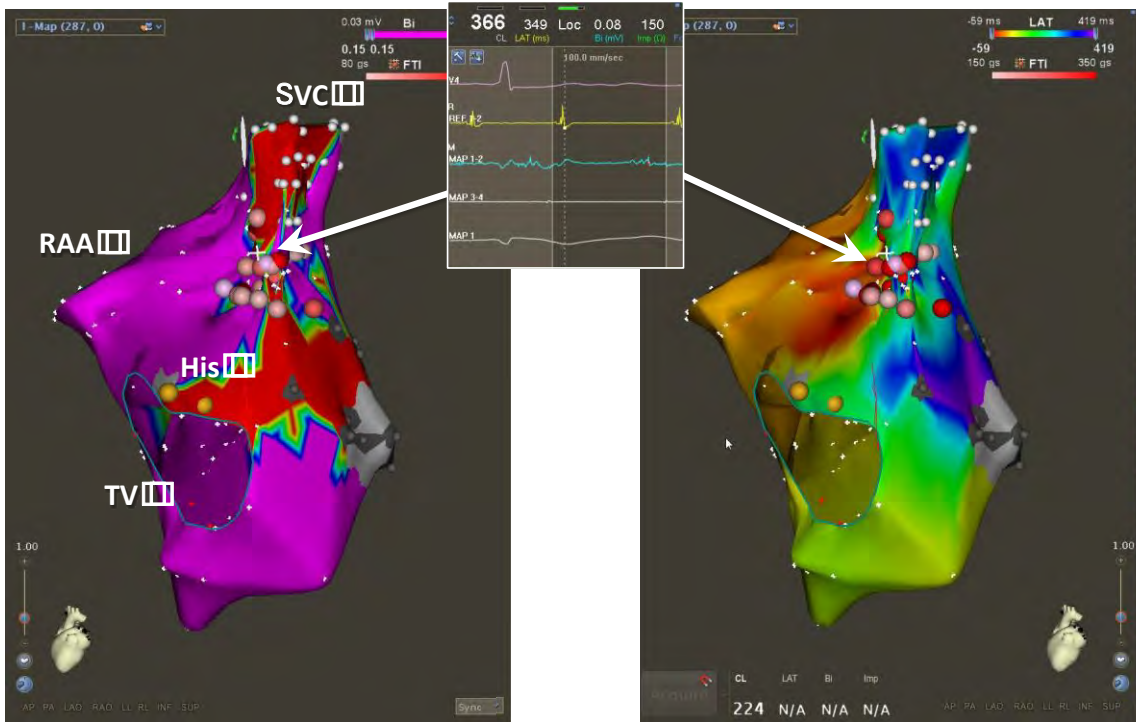 1-Map (287, 0)
0.03 mV Bi
0.15 0.15
80 gs FTI
SVC
RAA
His
TV
1.00
AP PA LAO RAO LL RL INF SUP
Sync
366 349 Loc 0.08 150
CL LAT (ms) Bi (mV) Imp (Ω)
100.0 mm/sec
V4
R
REF 1-2
M
MAP 1-2
MAP 3-4
MAP 1
(287, 0)
-59 ms LAT 419 ms
-59 419
150 gs FTI 350 gs
1.00
CL LAT Bi Imp
224 N/A N/A N/A
AP PA LAO RAO LL RL INF SUP